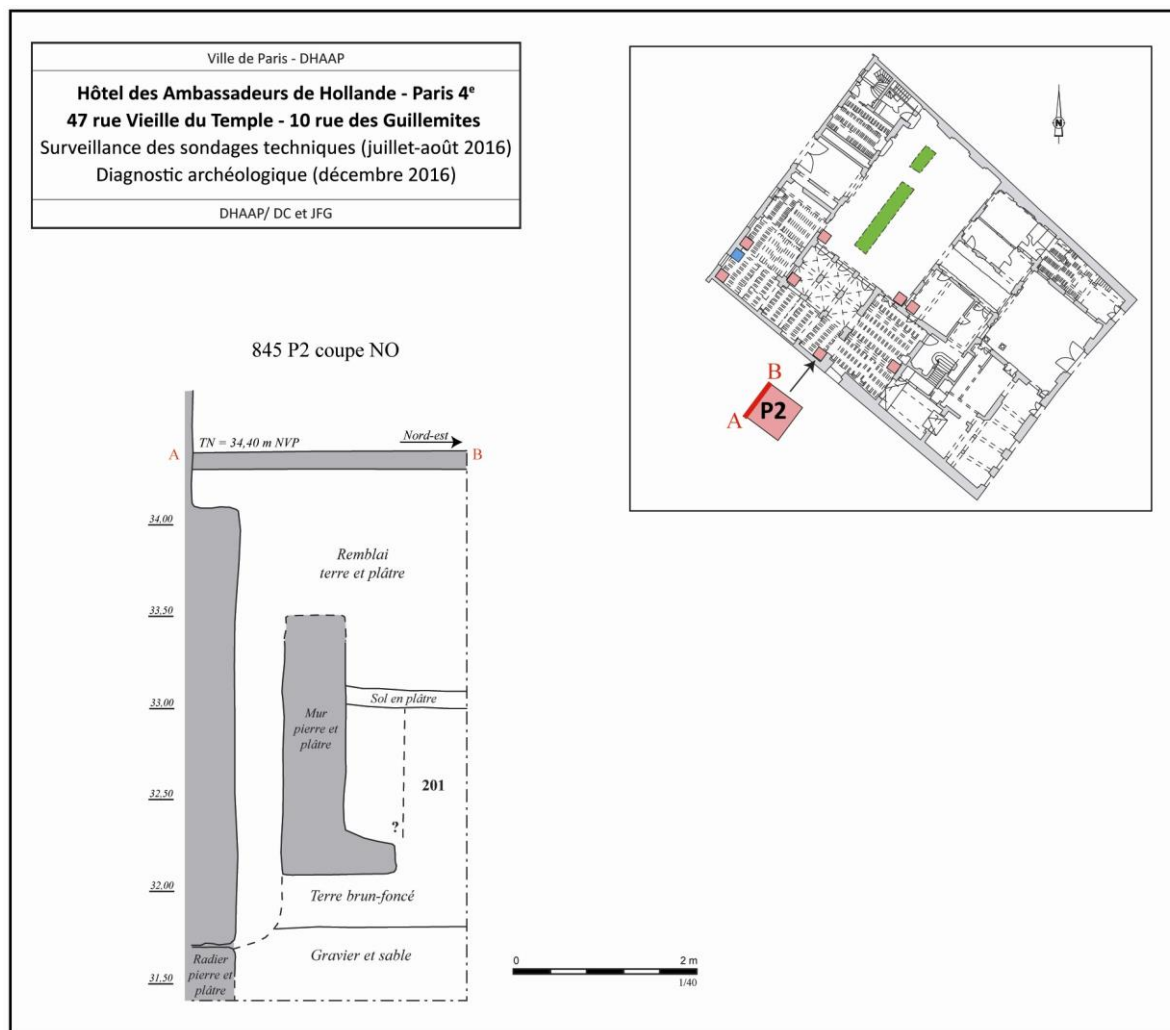 Ville de Paris - DHAAP
Hôtel des Ambassadeurs de Hollande - Paris 4e
47 rue Vieille du Temple - 10 rue des Guillemites
Surveillance des sondages techniques (juillet-août 2016)
Diagnostic archéologique (décembre 2016)
DHAAP/ DC et JFG
N
B
A
P2
845 P2 coupe NO
TN = 34,40 m NVP
Nord-est
A
B
34,00
Remblai
terre et plâtre
33,50
Sol en plâtre
33,00
Mur
pierre et
plâtre
201
32,50
?
32,00
Terre brun-foncé
Gravier et sable
Radier
pierre et
plâtre
31,50
0
2 m
1/40